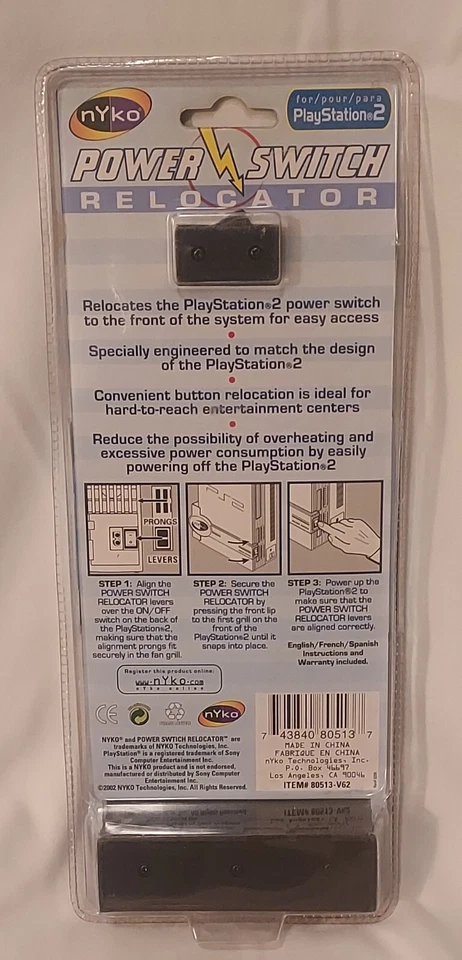 nYko
for/pour/para
PlayStation®2
POWER SWITCH
RELOCATOR
Relocates the PlayStation®2 power switch
to the front of the system for easy access
Specially engineered to match the design
of the PlayStation®2
Convenient button relocation is ideal for
hard-to-reach entertainment centers
Reduce the possibility of overheating and
excessive power consumption by easily
powering off the PlayStation®2
PRONGS
LEVERS
STEP 1: Align the
POWER SWITCH
RELOCATOR levers
over the ON/OFF
switch on the back of
the PlayStation®2,
making sure that the
alignment prongs fit
securely in the fan grill.
STEP 2: Secure the
POWER SWITCH
RELOCATOR by
pressing the front lip
to the first grill on the
front of the
PlayStation®2 until it
snaps into place.
STEP 3: Power up the
PlayStation®2 to
make sure that the
POWER SWITCH
RELOCATOR levers
are aligned correctly.
English/French/Spanish
Instructions and
Warranty included.
Register this product online:
www.nYko.com
nYko online
CE
nYko
NYKO® and POWER SWTICH RELOCATOR™ are
trademarks of NYKO Technologies, Inc.
PlayStation® is a registered trademark of Sony
Computer Entertainment Inc.
This is a NYKO product and is not endorsed,
manufactured or distributed by Sony Computer
Entertainment Inc.
©2002 NYKO Technologies, Inc. All Rights Reserved.
7 43840 80513 7
MADE IN CHINA
FABRIQUE EN CHINA
nYko Technologies, Inc.
P.O. Box 46697
Los Angeles, CA 90046
ITEM# 80513-V62